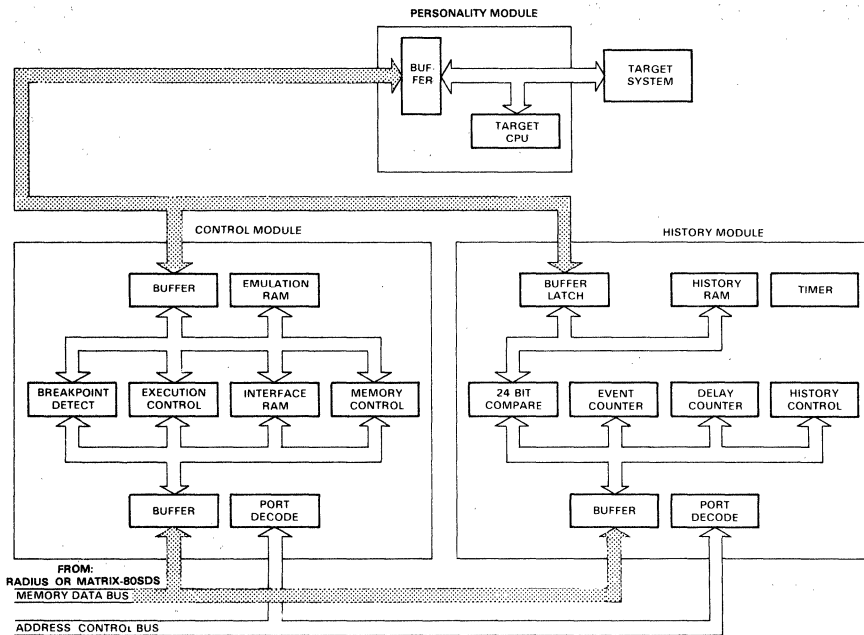 PERSONALITY MODULE
BUF-
FER
TARGET
SYSTEM
TARGET
CPU
CONTROL MODULE
HISTORY MODULE
BUFFER
EMULATION
RAM
BUFFER
LATCH
HISTORY
RAM
TIMER
BREAKPOINT
DETECT
EXECUTION
CONTROL
INTERFACE
RAM
MEMORY
CONTROL
24 BIT
COMPARE
EVENT
COUNTER
DELAY
COUNTER
HISTORY
CONTROL
BUFFER
PORT
DECODE
BUFFER
PORT
DECODE
FROM:
RADIUS OR MATRIX-80SDS
MEMORY DATA BUS
ADDRESS CONTROL BUS